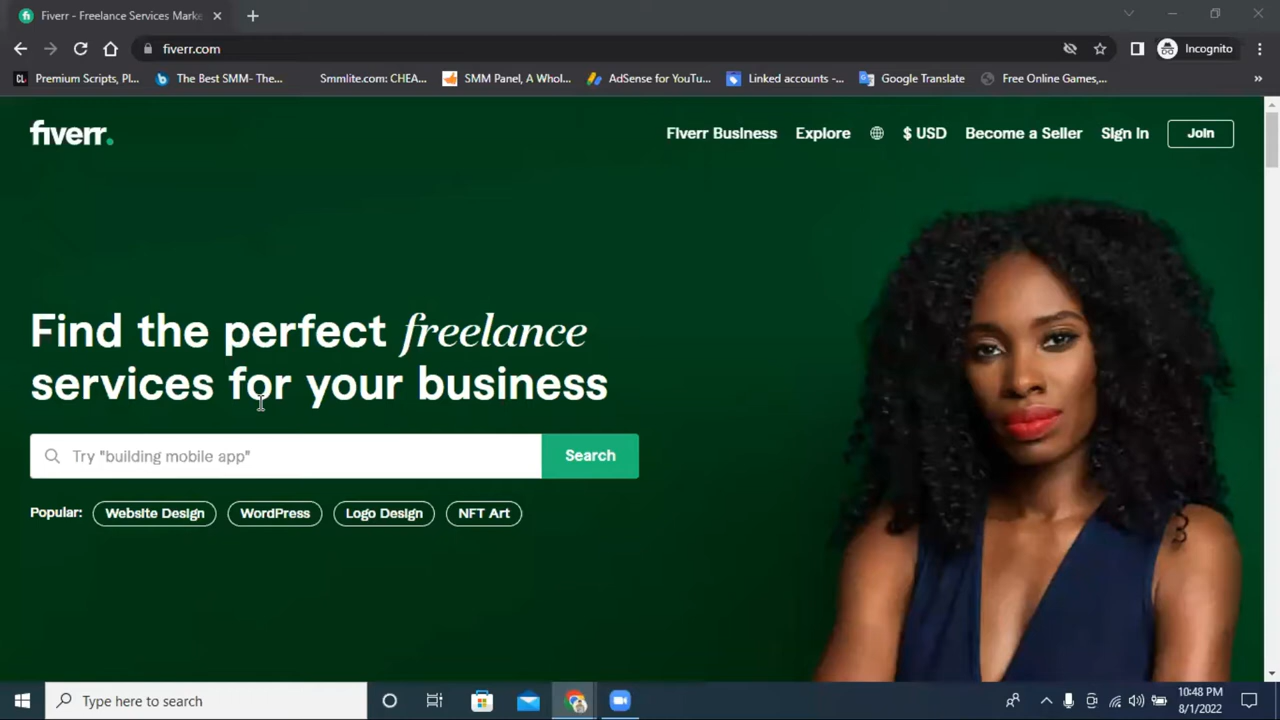 Fiverr - Freelance Services Marke
fiverr.com
Incognito
Premium Scripts, Pl...
The Best SMM- The...
Smmlite.com: CHEA...
SMM Panel, A Whol...
AdSense for YouTu...
Linked accounts -...
Google Translate
Free Online Games,...
»
fiverr.
Fiverr Business
Explore
$ USD
Become a Seller
Sign In
Join
Find the perfect freelance
services for your business
Try "building mobile app"
Search
Popular:
Website Design
WordPress
Logo Design
NFT Art
Type here to search
10:48 PM
8/1/2022